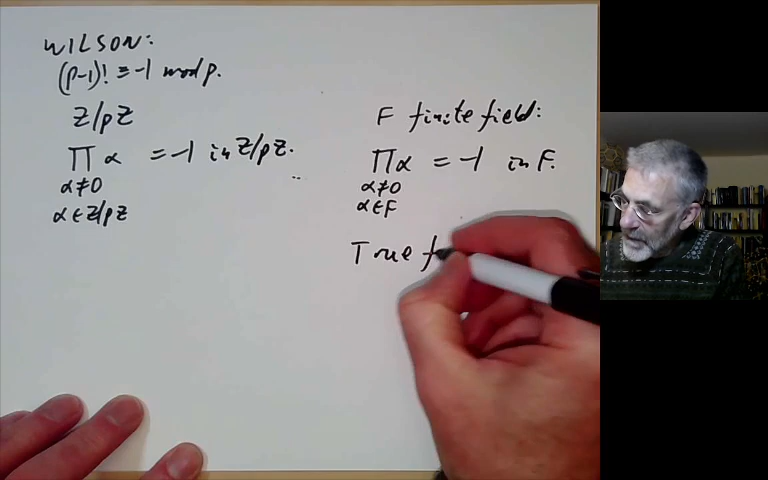 WILSON:
(p-1)! ≡ -1 mod p.
Z/pZ
∏ α = -1 in Z/pZ.
α≠0
α∈Z/pZ
F finite field:
∏ α = -1 in F.
α≠0
α∈F
True f